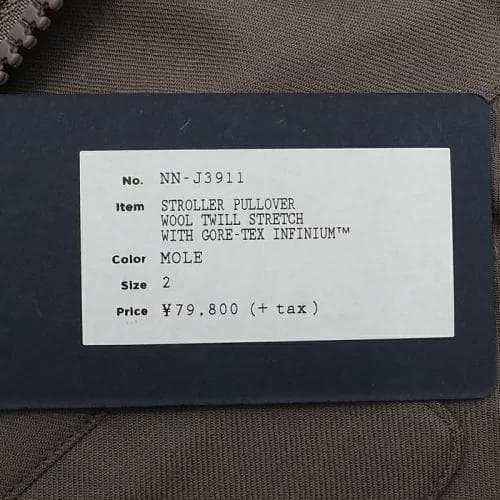 No. NN-J3911
Item STROLLER PULLOVER
WOOL TWILL STRETCH
WITH GORE-TEX INFINIUM™
Color MOLE
Size 2
Price ¥79.800 (+ tax)